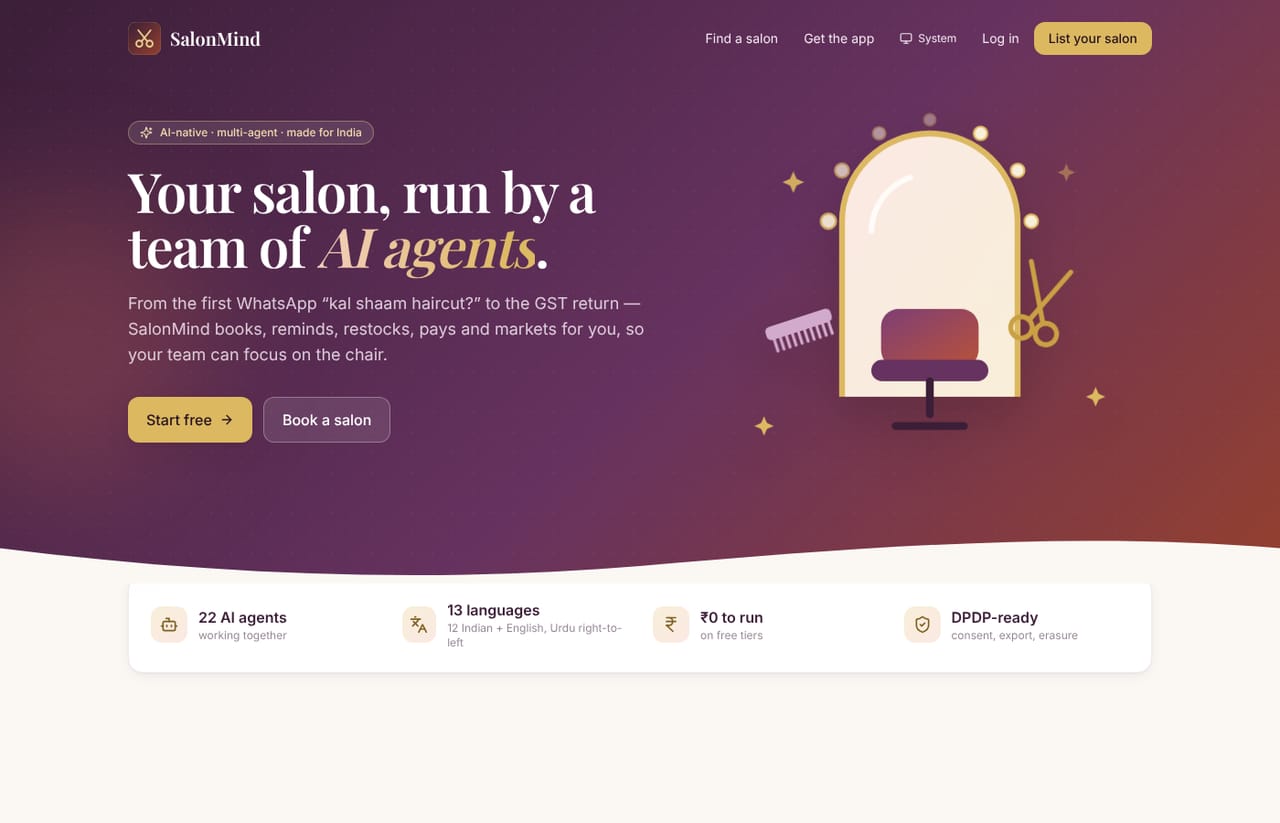 SalonMind
Find a salon
Get the app
System
Log in
List your salon
AI-native · multi-agent · made for India
Your salon, run by a
team of AI agents.
From the first WhatsApp “kal shaam haircut?” to the GST return —
SalonMind books, reminds, restocks, pays and markets for you, so
your team can focus on the chair.
Start free →
Book a salon
22 AI agents
working together
13 languages
12 Indian + English, Urdu right-to-
left
₹0 to run
on free tiers
DPDP-ready
consent, export, erasure